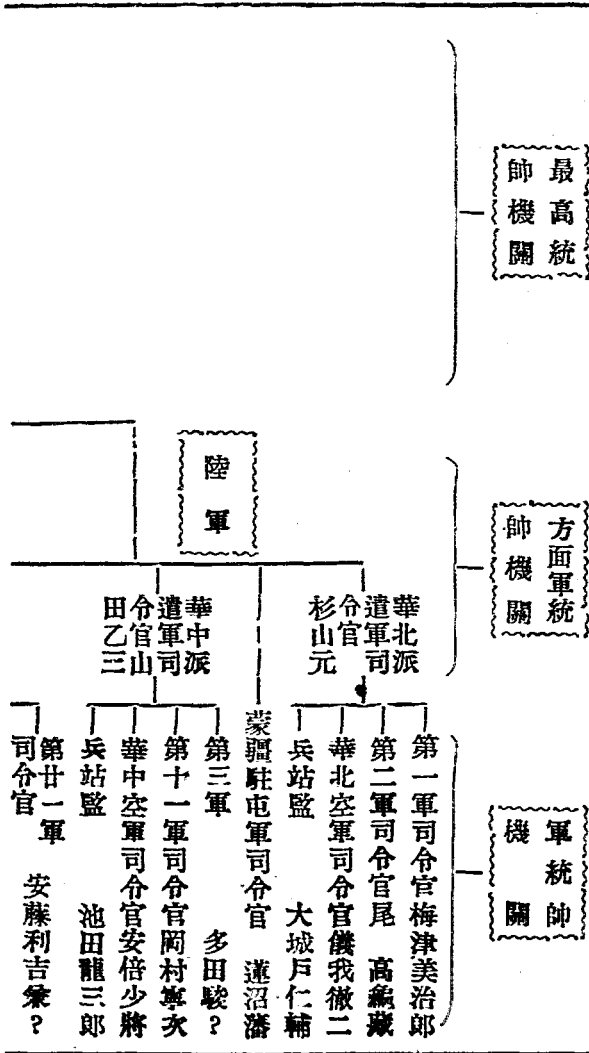 最高統
帥機關
方面軍統
帥機關
軍統帥
機關
陸軍
華北派
遣軍司
令官
杉山元
第一軍司令官梅津美治郎
第二軍司令官尾高龜藏
華北空軍司令官儀我徹二
兵站監 大城戶仁輔
蒙疆駐屯軍司令官 蓮沼蕃
華中派
遣軍司
令官山
田乙三
第三軍 多田駿?
第十一軍司令官岡村寧次
華中空軍司令官安倍少將
兵站監 池田龍三郎
第廿一軍
司令官 安藤利吉兼?